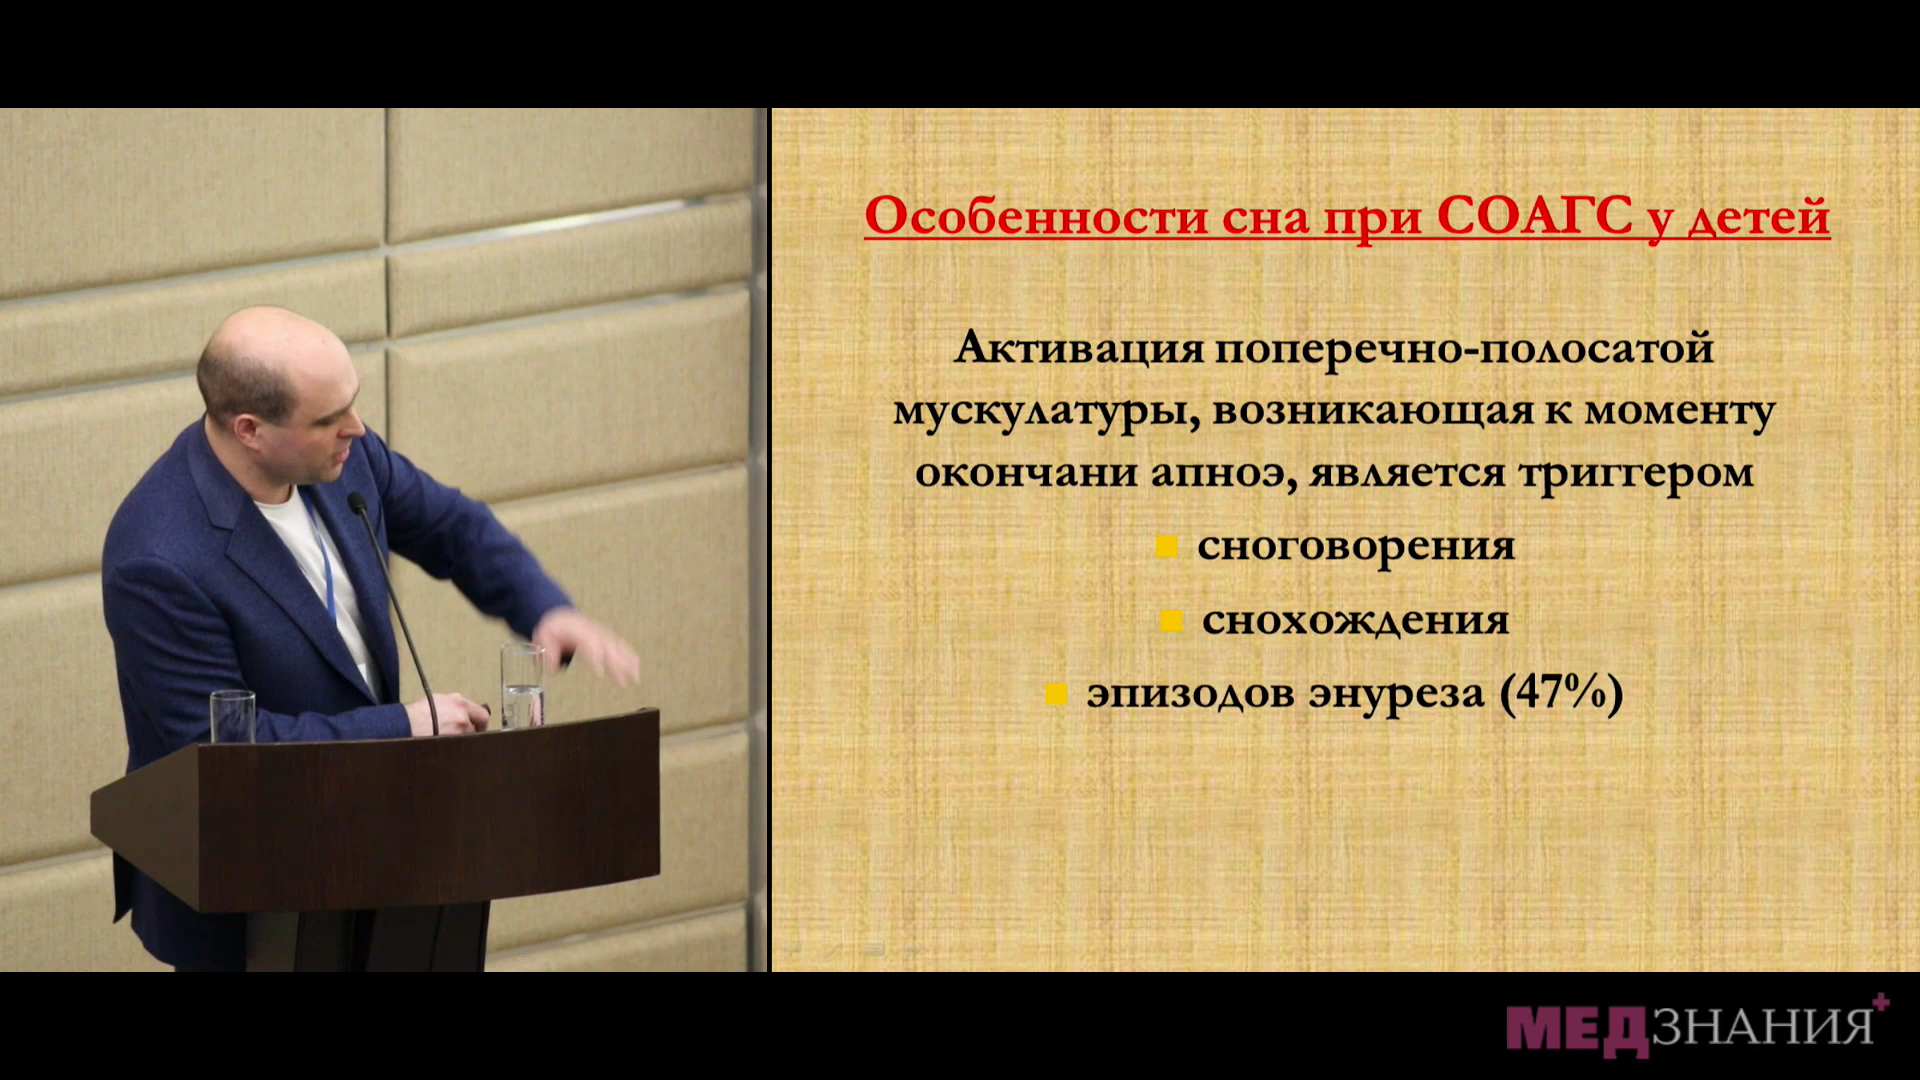 Особенности сна при СОАГС у детей
Активация поперечно-полосатой
мускулатуры, возникающая к моменту
окончани апноэ, является триггером
сноговорения
снохождения
эпизодов энуреза (47%)
МЕДЗНАНИЯ+